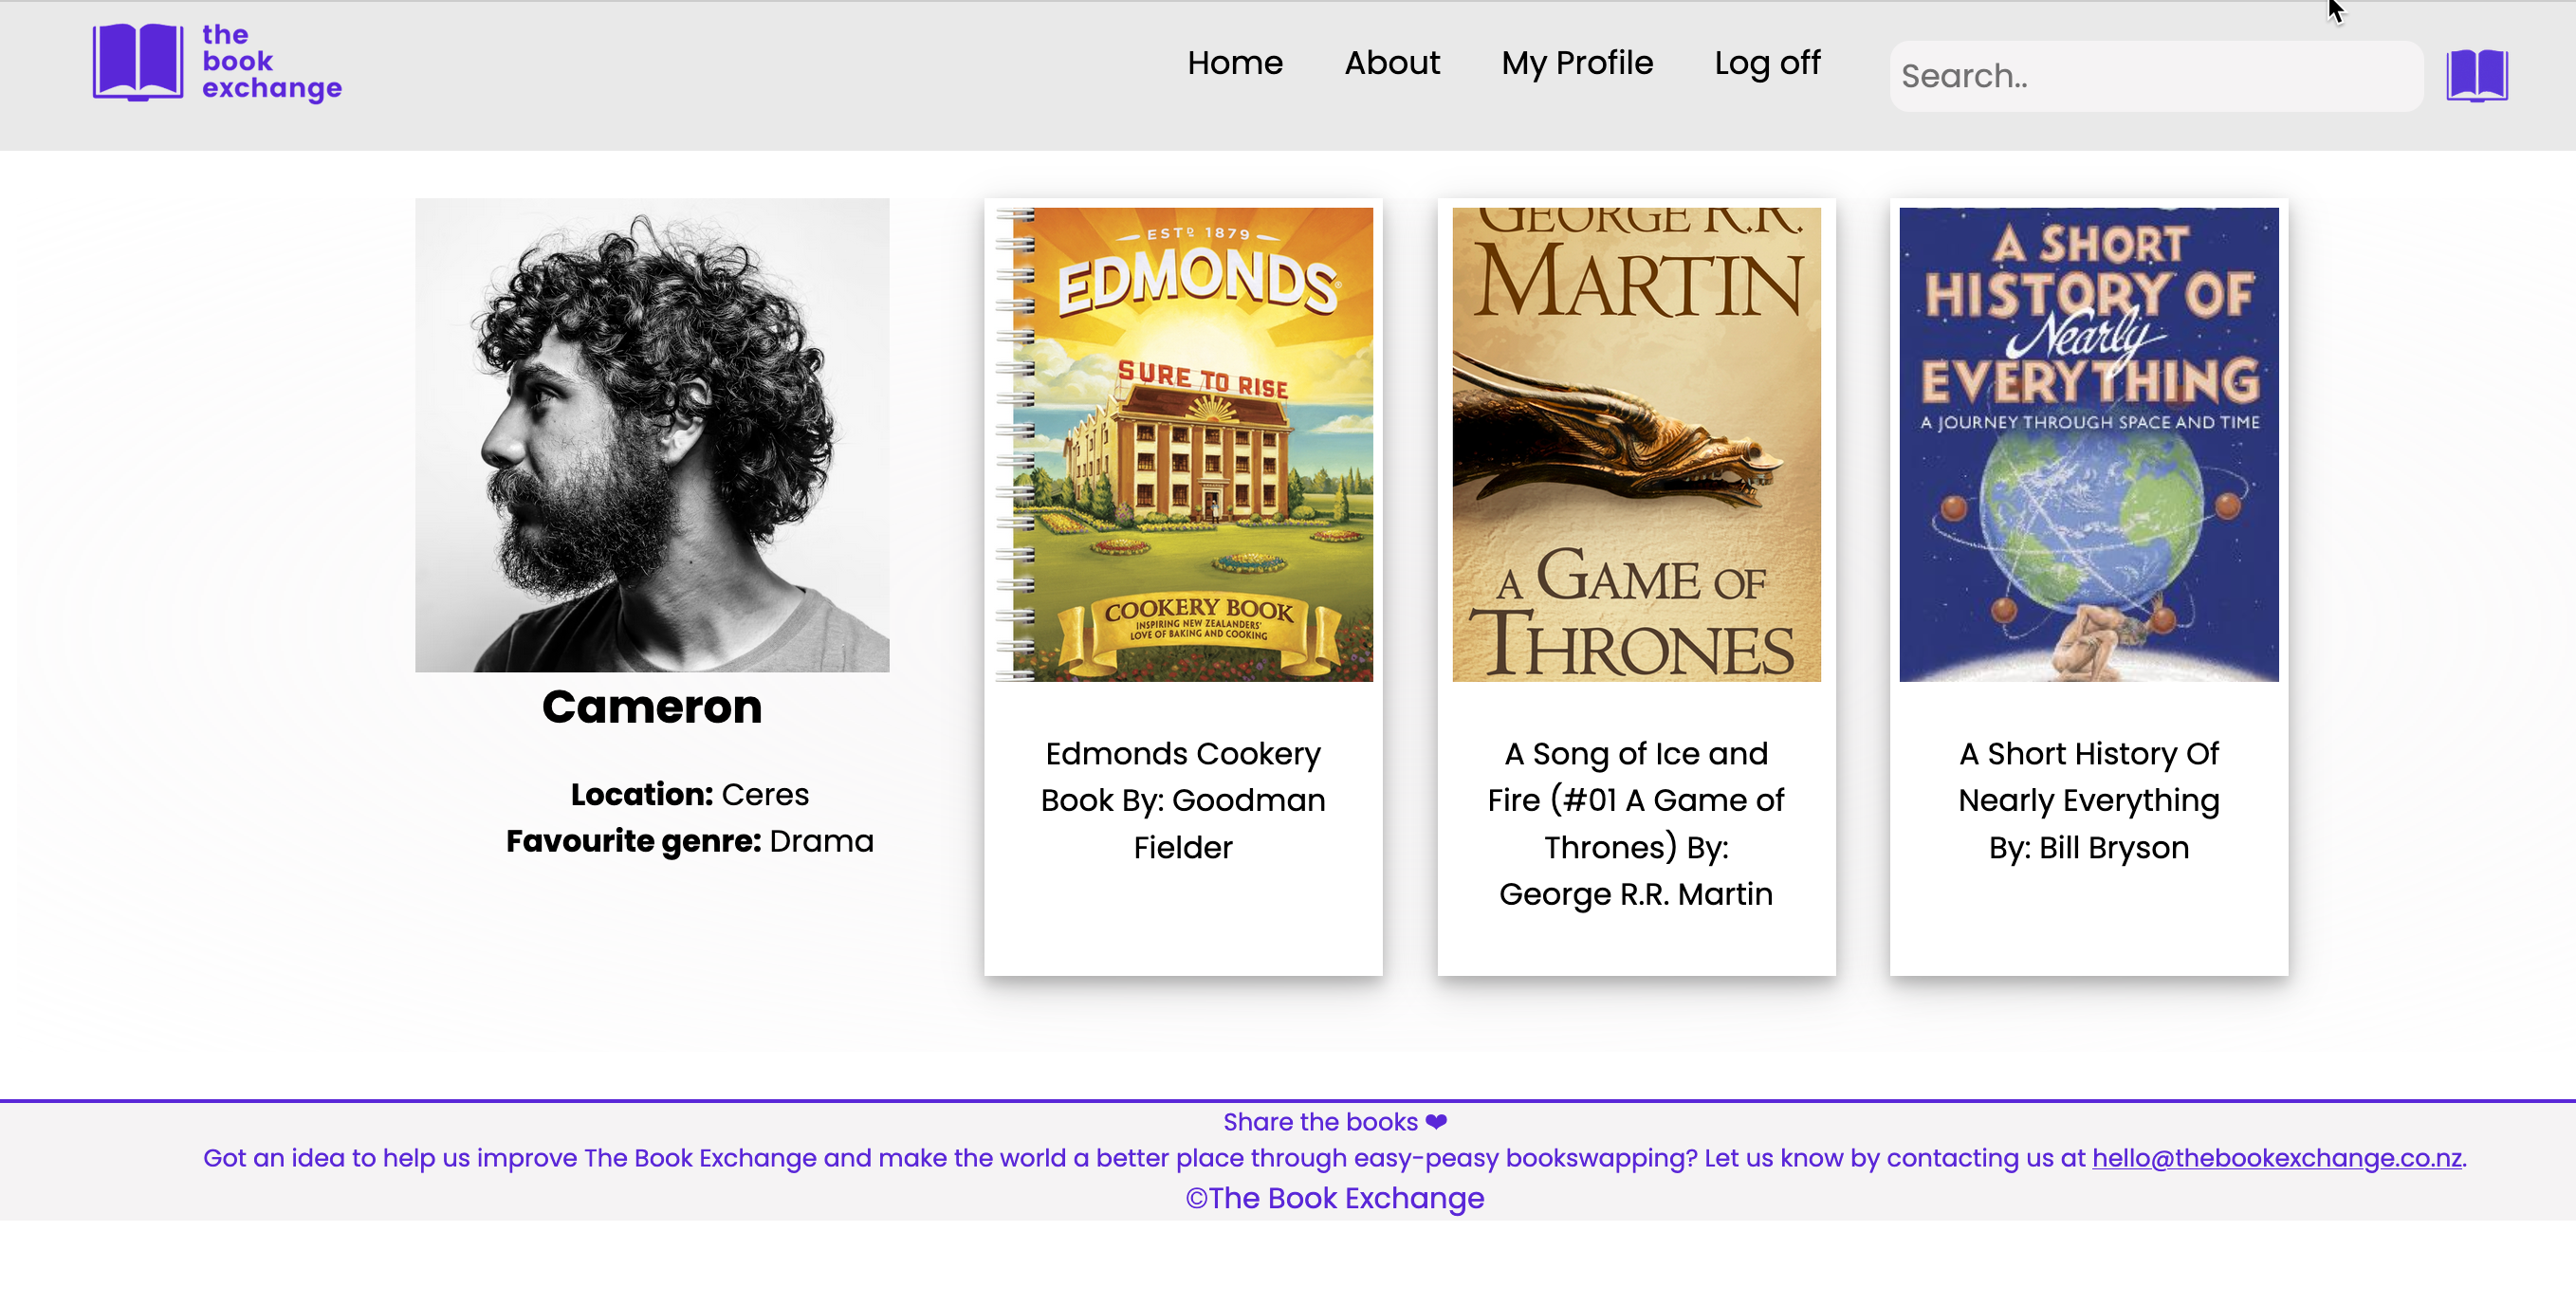 the
book
exchange
Home About My Profile Log off Search..
ESTD 1879
EDMONDS
SURE TO RISE
COOKERY BOOK
INSPIRING NEW ZEALANDERS'
LOVE OF BAKING AND COOKING
GEORGE R.R.
MARTIN
A GAME OF
THRONES
A SHORT
HISTORY OF
Nearly
EVERYTHING
A JOURNEY THROUGH SPACE AND TIME
Cameron
Location: Ceres
Favourite genre: Drama
Edmonds Cookery
Book By: Goodman
Fielder
A Song of Ice and
Fire (#01 A Game of
Thrones) By:
George R.R. Martin
A Short History Of
Nearly Everything
By: Bill Bryson
Share the books ❤
Got an idea to help us improve The Book Exchange and make the world a better place through easy-peasy bookswapping? Let us know by contacting us at hello@thebookexchange.co.nz.
©The Book Exchange